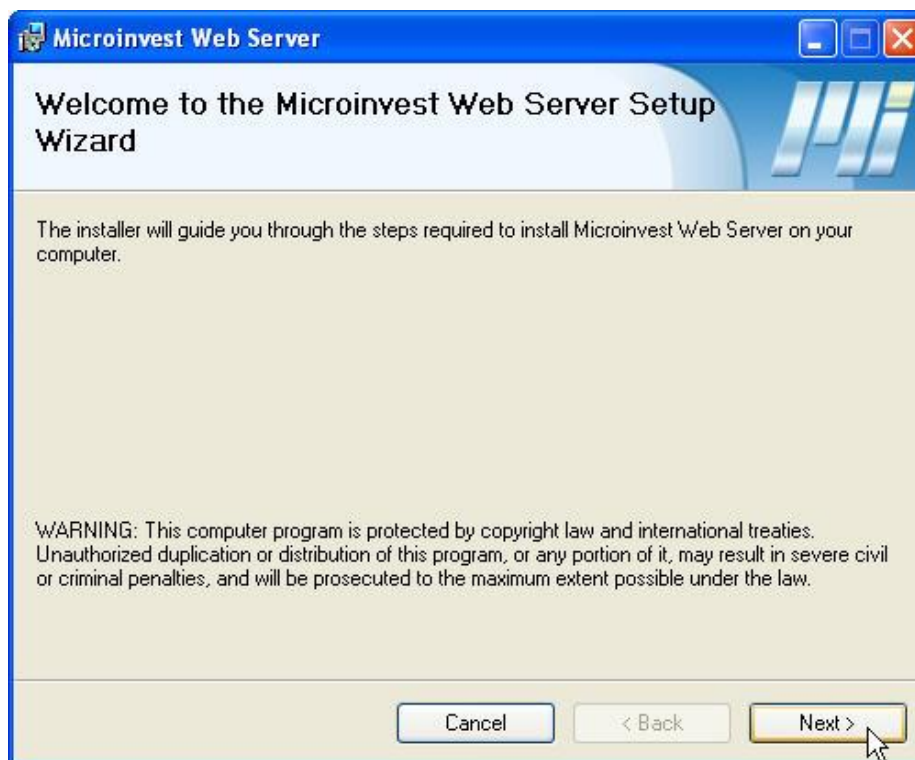 Microinvest Web Server
Welcome to the Microinvest Web Server Setup
Wizard
The installer will guide you through the steps required to install Microinvest Web Server on your
computer.
WARNING: This computer program is protected by copyright law and international treaties.
Unauthorized duplication or distribution of this program, or any portion of it, may result in severe civil
or criminal penalties, and will be prosecuted to the maximum extent possible under the law.
Cancel
< Back
Next >